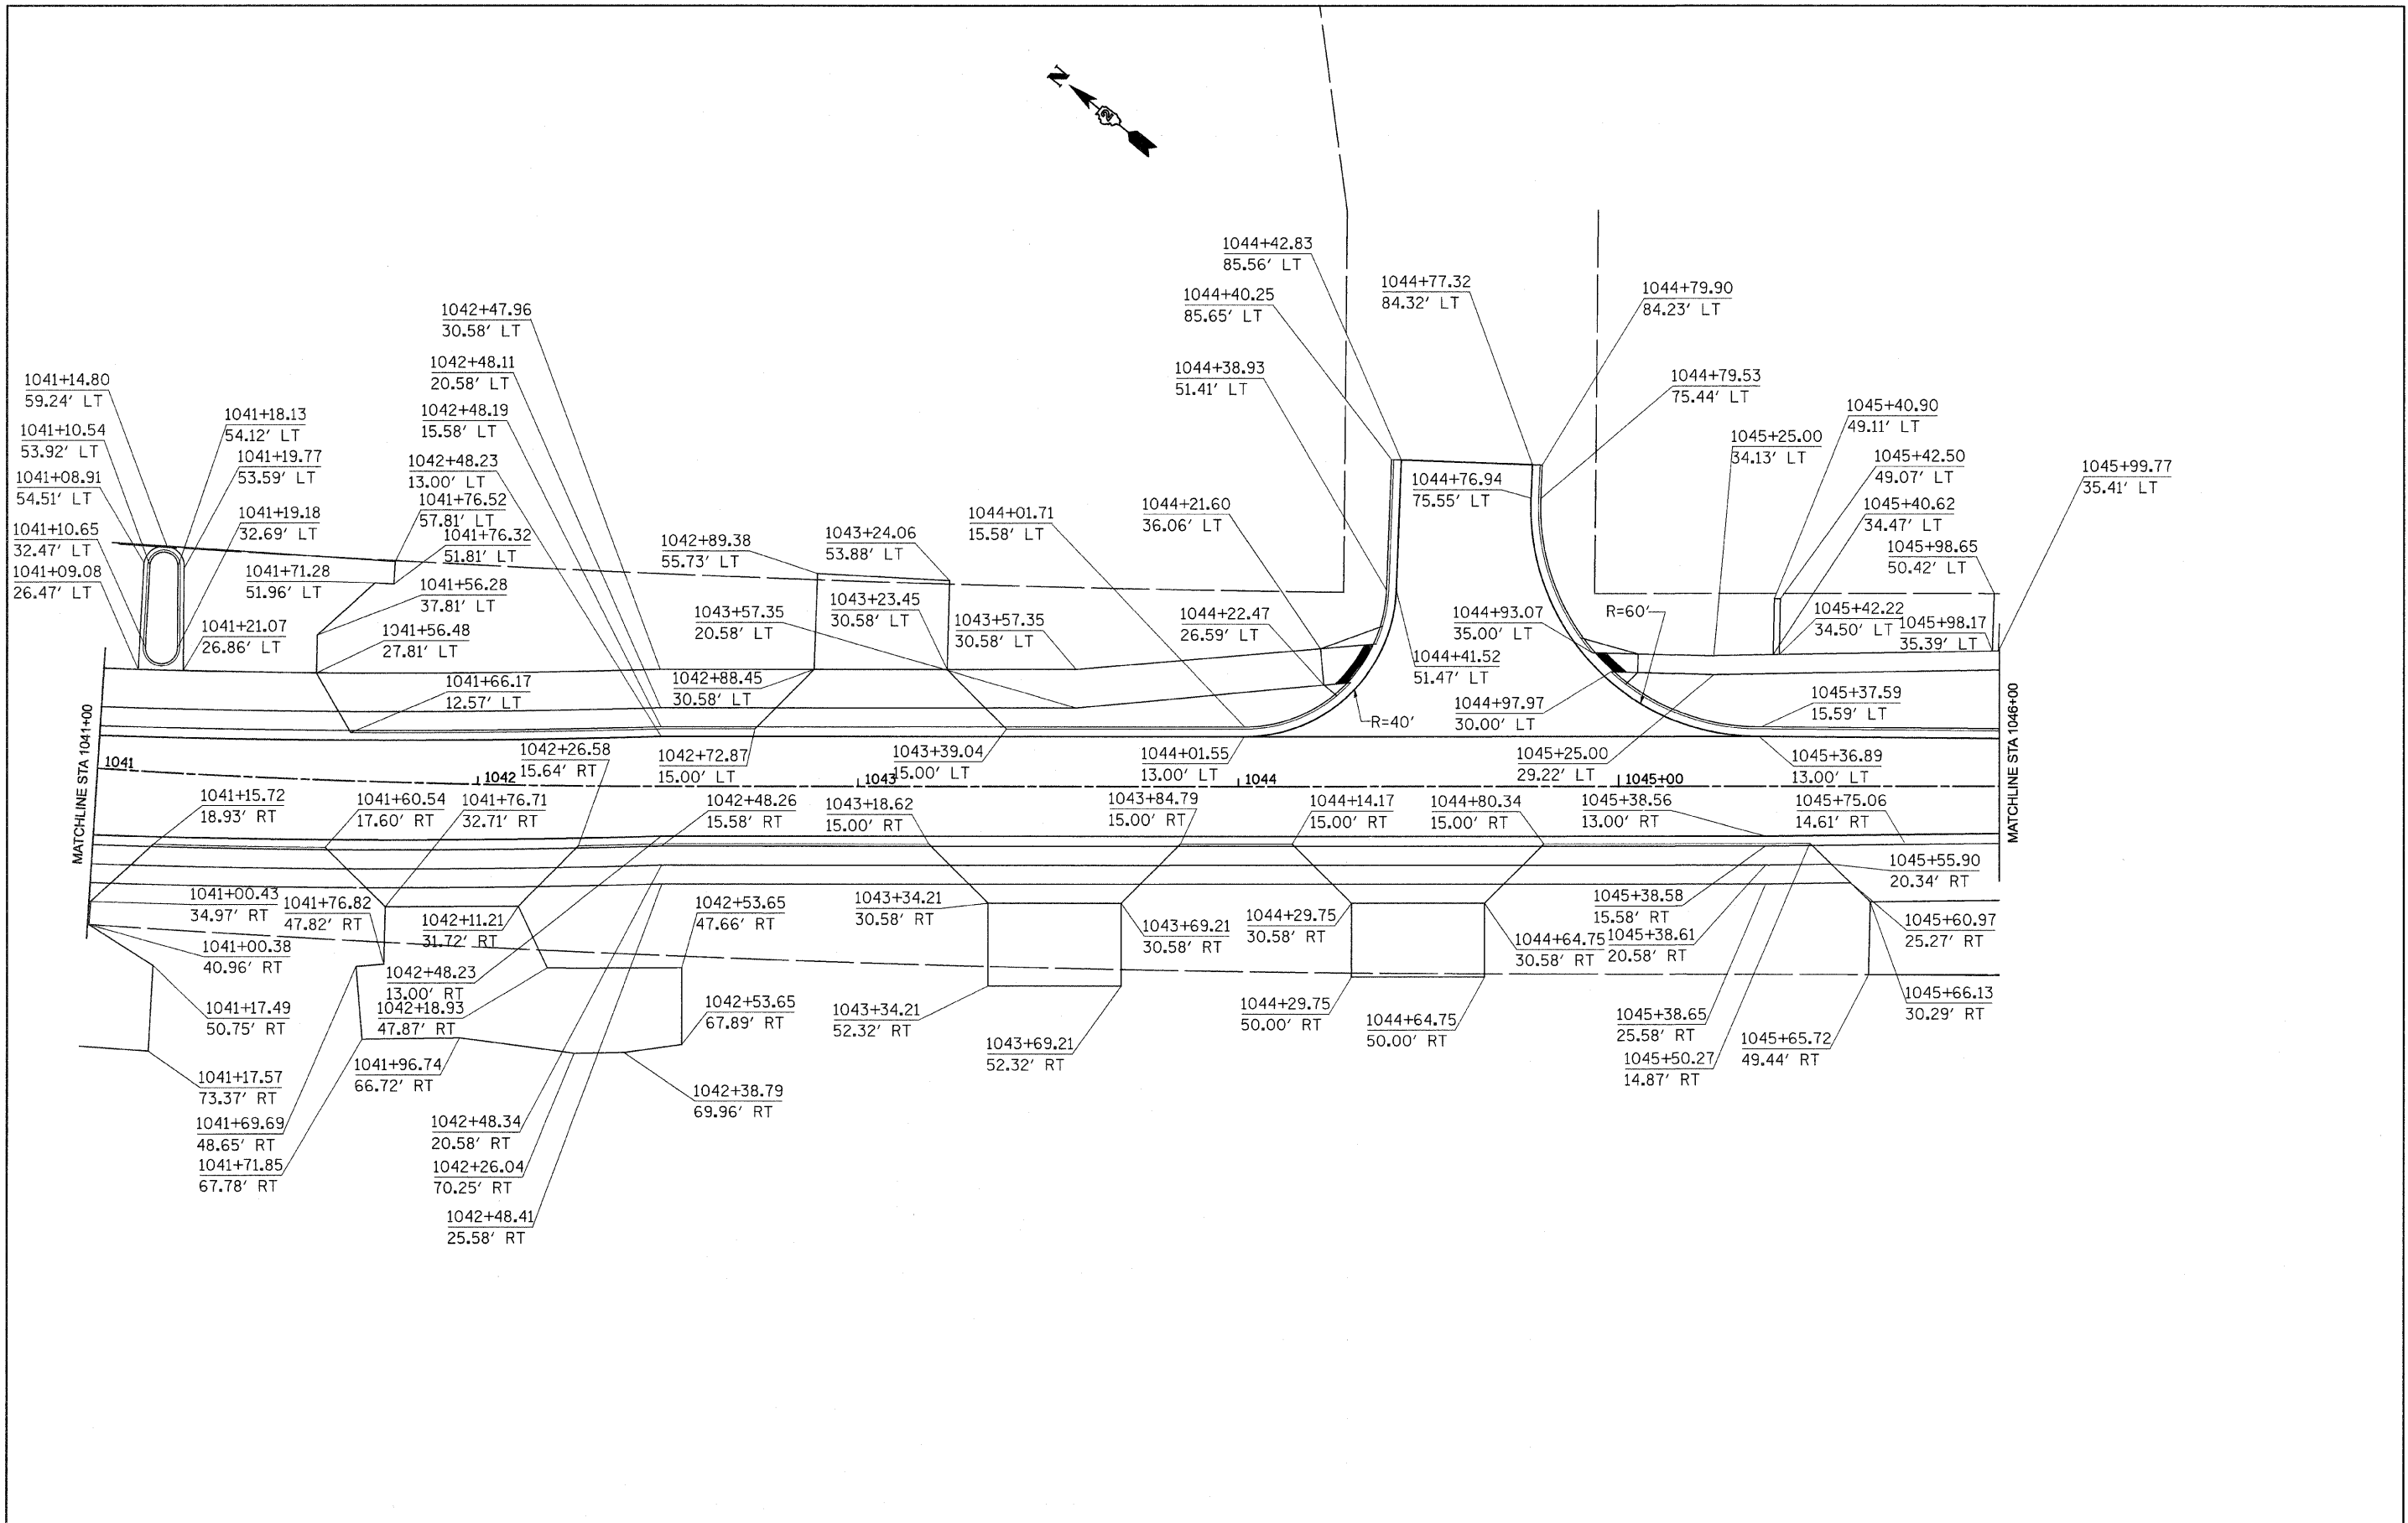 N
2
1044+42.83
85.56' LT
1044+40.25
85.65' LT
1044+77.32
84.32' LT
1044+79.90
84.23' LT
1044+38.93
51.41' LT
1044+79.53
75.44' LT
1042+47.96
30.58' LT
1042+48.11
20.58' LT
1042+48.19
15.58' LT
1042+48.23
13.00' LT
1041+14.80
59.24' LT
1041+10.54
53.92' LT
1041+08.91
54.51' LT
1041+10.65
32.47' LT
1041+09.08
26.47' LT
1041+18.13
54.12' LT
1041+19.77
53.59' LT
1041+19.18
32.69' LT
1041+21.07
26.86' LT
1041+71.28
51.96' LT
1041+76.52
57.81' LT
1041+76.32
51.81' LT
1041+56.28
37.81' LT
1041+56.48
27.81' LT
1041+66.17
12.57' LT
1042+89.38
55.73' LT
1043+24.06
53.88' LT
1043+57.35
20.58' LT
1043+23.45
30.58' LT
1043+57.35
30.58' LT
1042+88.45
30.58' LT
1044+01.71
15.58' LT
1044+21.60
36.06' LT
1044+22.47
26.59' LT
1044+76.94
75.55' LT
1044+93.07
35.00' LT
R=60'
1044+41.52
51.47' LT
R=40'
1044+97.97
30.00' LT
1045+25.00
34.13' LT
1045+40.90
49.11' LT
1045+42.50
49.07' LT
1045+40.62
34.47' LT
1045+98.65
50.42' LT
1045+42.22
34.50' LT
1045+98.17
35.39' LT
1045+99.77
35.41' LT
1045+37.59
15.59' LT
MATCHLINE STA 1041+00
MATCHLINE STA 1046+00
1042+26.58
15.64' RT
1042+72.87
15.00' LT
1043+39.04
15.00' LT
1044+01.55
13.00' LT
1045+25.00
29.22' LT
1045+36.89
13.00' LT
1041
1042
1043
1044
1045+00
1041+15.72
18.93' RT
1041+60.54
17.60' RT
1041+76.71
32.71' RT
1042+48.26
15.58' RT
1043+18.62
15.00' RT
1043+84.79
15.00' RT
1044+14.17
15.00' RT
1044+80.34
15.00' RT
1045+38.56
13.00' RT
1045+75.06
14.61' RT
1045+55.90
20.34' RT
1041+00.43
34.97' RT
1041+76.82
47.82' RT
1042+11.21
31.72' RT
1042+53.65
47.66' RT
1043+34.21
30.58' RT
1043+69.21
30.58' RT
1044+29.75
30.58' RT
1044+64.75
30.58' RT
1045+38.58
15.58' RT
1045+38.61
20.58' RT
1045+60.97
25.27' RT
1041+00.38
40.96' RT
1042+48.23
13.00' RT
1042+18.93
47.87' RT
1041+17.49
50.75' RT
1042+53.65
67.89' RT
1043+34.21
52.32' RT
1043+69.21
52.32' RT
1044+29.75
50.00' RT
1044+64.75
50.00' RT
1045+38.65
25.58' RT
1045+50.27
14.87' RT
1045+65.72
49.44' RT
1045+66.13
30.29' RT
1041+17.57
73.37' RT
1041+96.74
66.72' RT
1042+38.79
69.96' RT
1041+69.69
48.65' RT
1041+71.85
67.78' RT
1042+48.34
20.58' RT
1042+26.04
70.25' RT
1042+48.41
25.58' RT